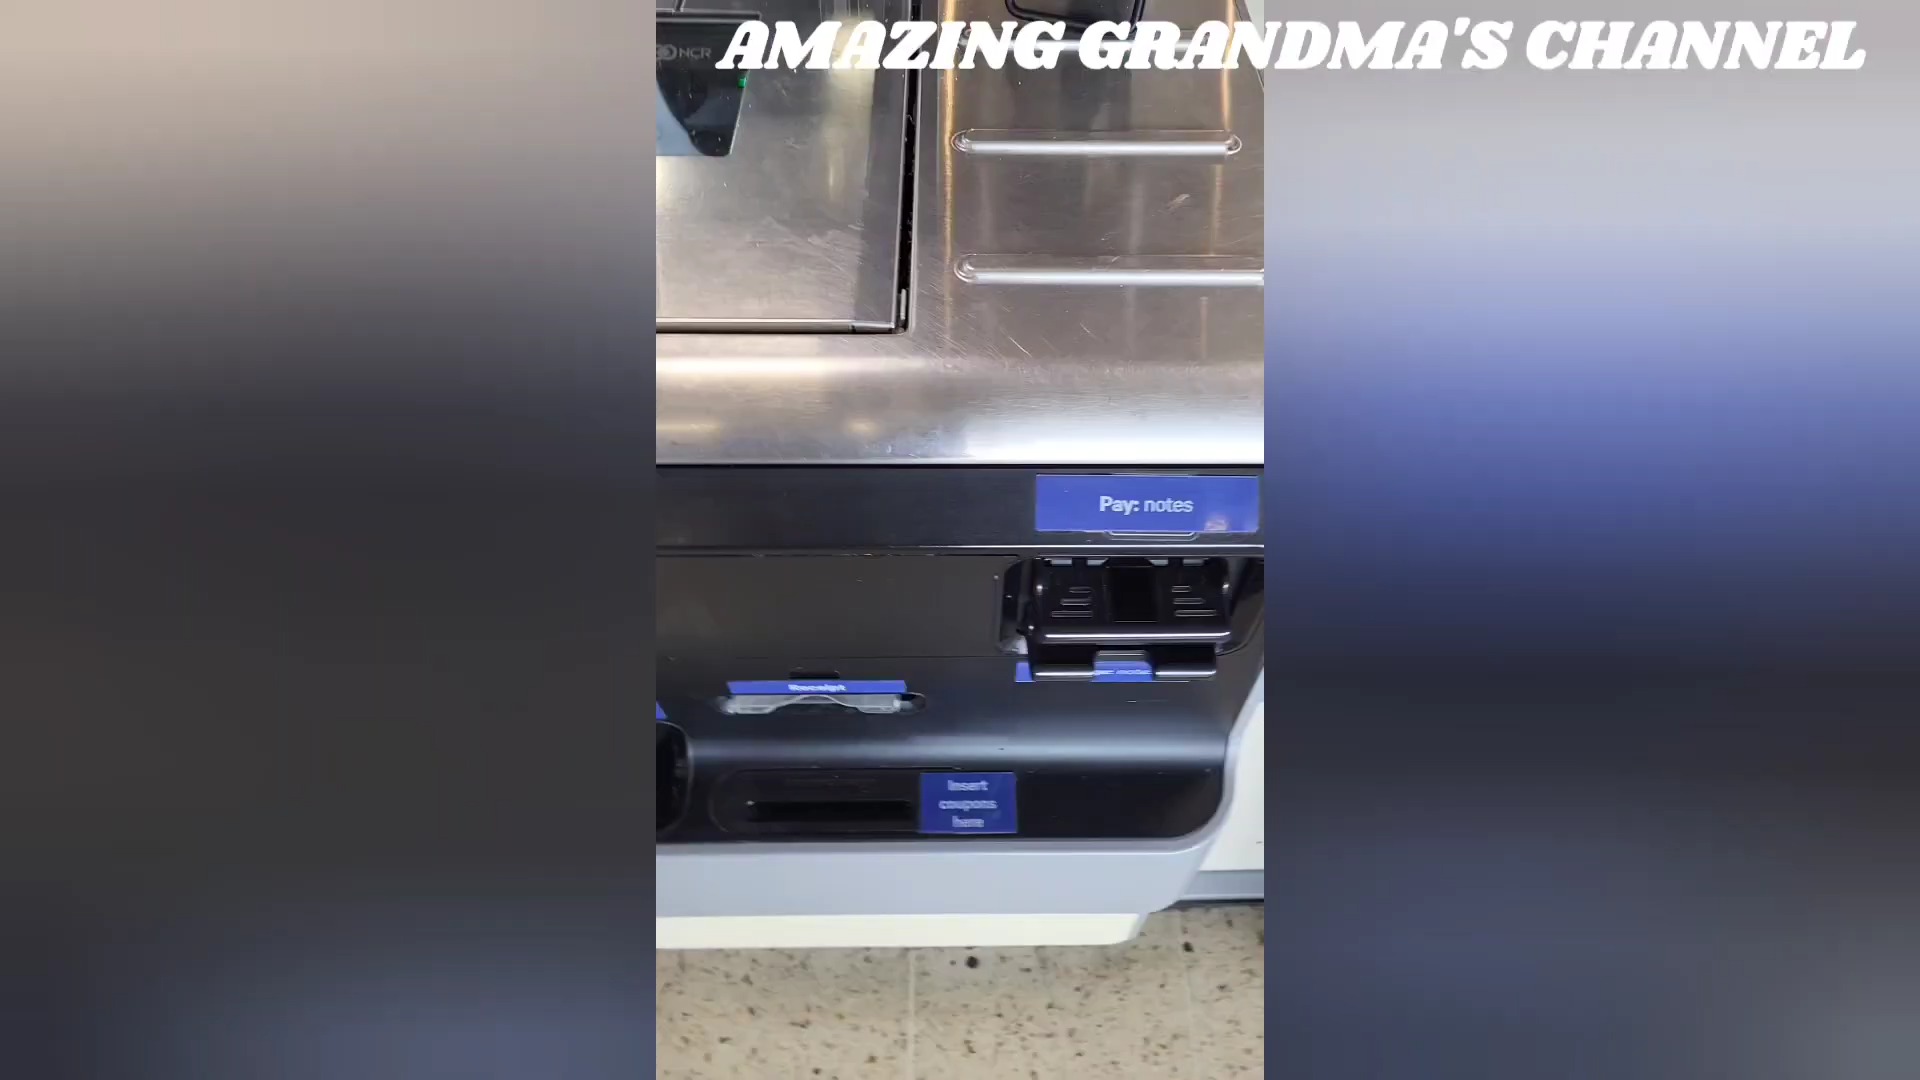 AMAZING GRANDMA'S CHANNEL
NCR
Pay: notes
Receipt
Insert
coupons
here